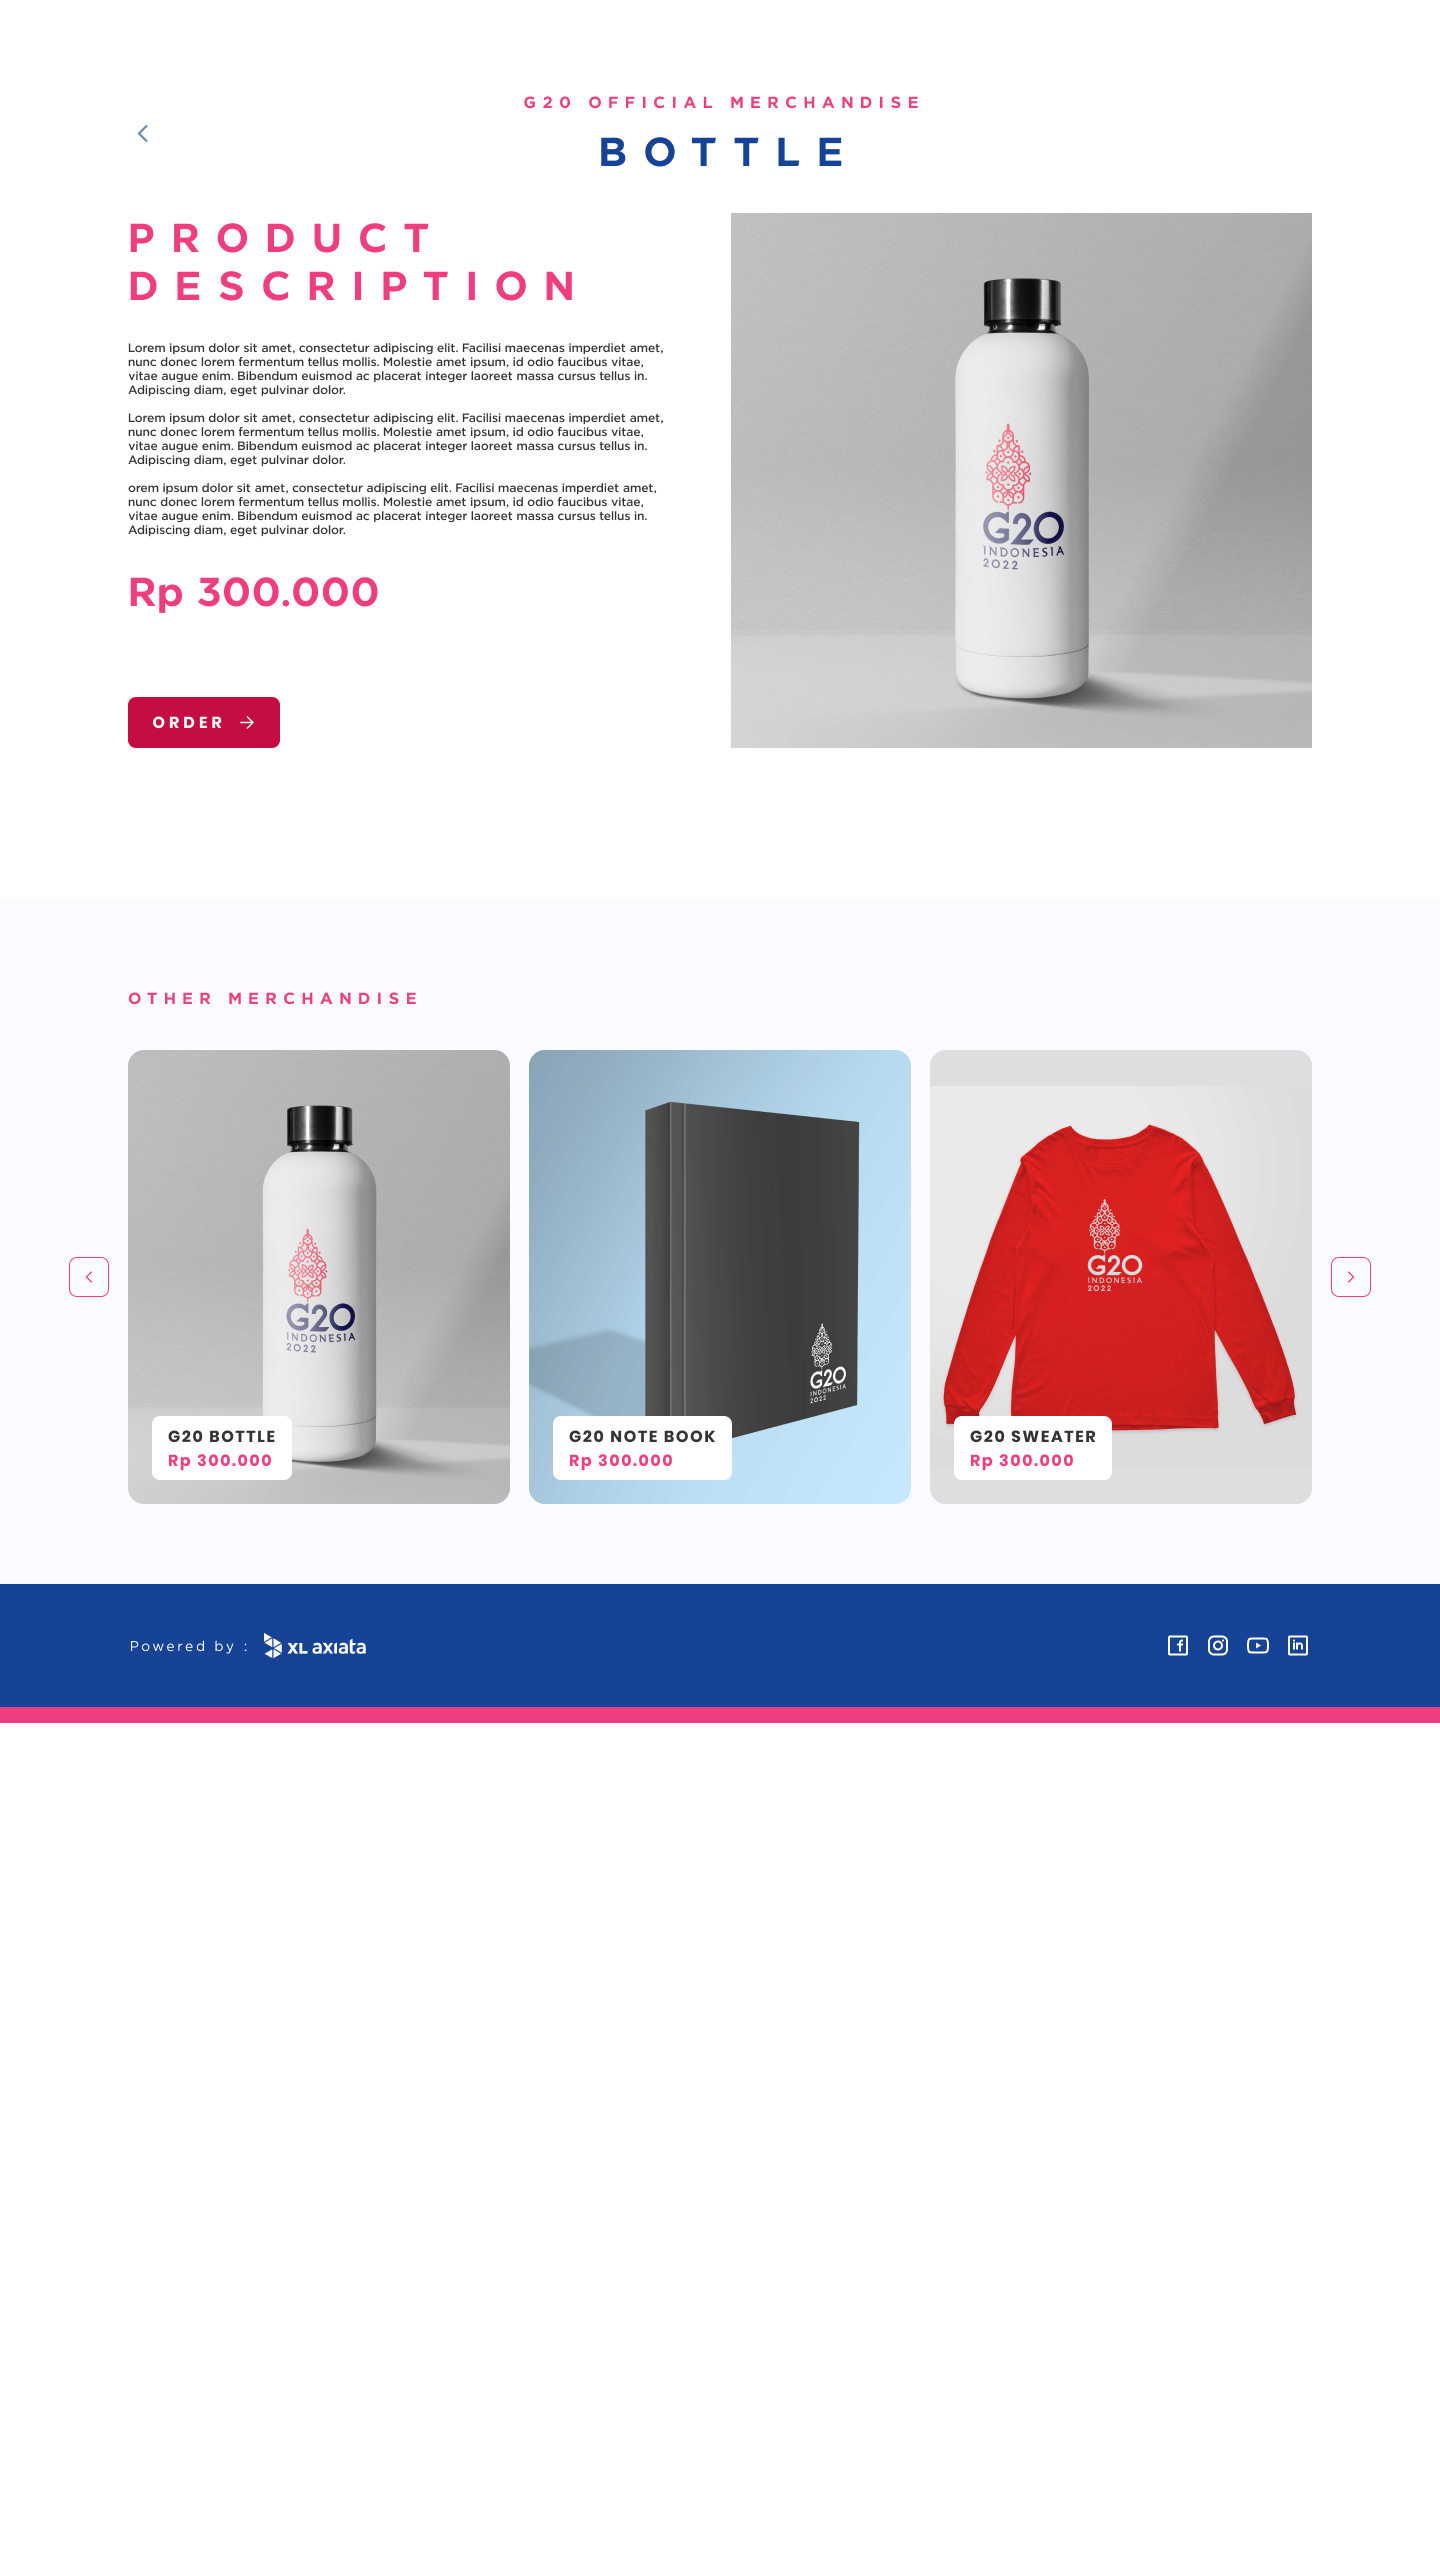 G20 OFFICIAL MERCHANDISE
BOTTLE
PRODUCT
DESCRIPTION
Lorem ipsum dolor sit amet, consectetur adipiscing elit. Facilisi maecenas imperdiet amet,
nunc donec lorem fermentum tellus mollis. Molestie amet ipsum, id odio faucibus vitae,
vitae augue enim. Bibendum euismod ac placerat integer laoreet massa cursus tellus in.
Adipiscing diam, eget pulvinar dolor.
Lorem ipsum dolor sit amet, consectetur adipiscing elit. Facilisi maecenas imperdiet amet,
nunc donec lorem fermentum tellus mollis. Molestie amet ipsum, id odio faucibus vitae,
vitae augue enim. Bibendum euismod ac placerat integer laoreet massa cursus tellus in.
Adipiscing diam, eget pulvinar dolor.
orem ipsum dolor sit amet, consectetur adipiscing elit. Facilisi maecenas imperdiet amet,
nunc donec lorem fermentum tellus mollis. Molestie amet ipsum, id odio faucibus vitae,
vitae augue enim. Bibendum euismod ac placerat integer laoreet massa cursus tellus in.
Adipiscing diam, eget pulvinar dolor.
Rp 300.000
ORDER
G20
INDONESIA
2022
OTHER MERCHANDISE
G20
INDONESIA
2022
G20 BOTTLE
Rp 300.000
G20
INDONESIA
2022
G20 NOTE BOOK
Rp 300.000
G20
INDONESIA
2022
G20 SWEATER
Rp 300.000
Powered by : XL axiata